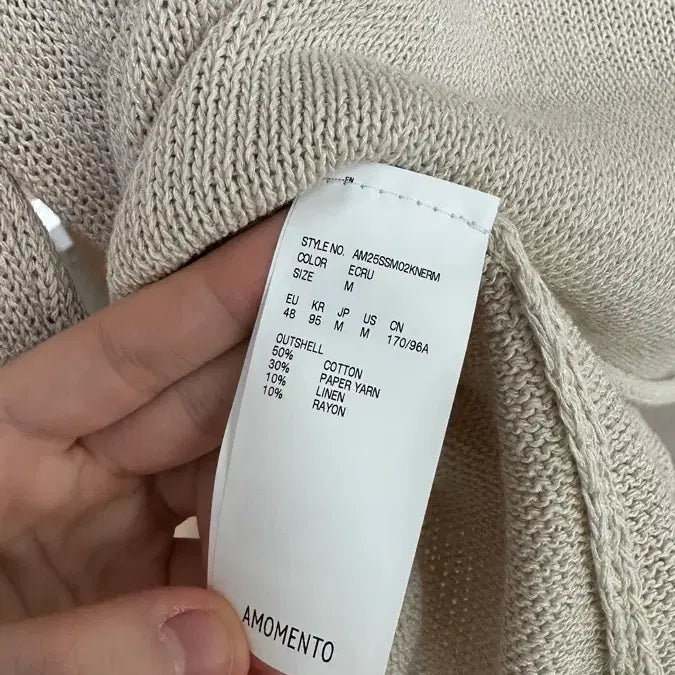 EN
STYLE NO. AM25SSM02KNERM
COLOR ECRU
SIZE M
EU KR JP US CN
48 95 M M 170/96A
OUTSHELL
50% COTTON
30% PAPER YARN
10% LINEN
10% RAYON
AMOMENTO